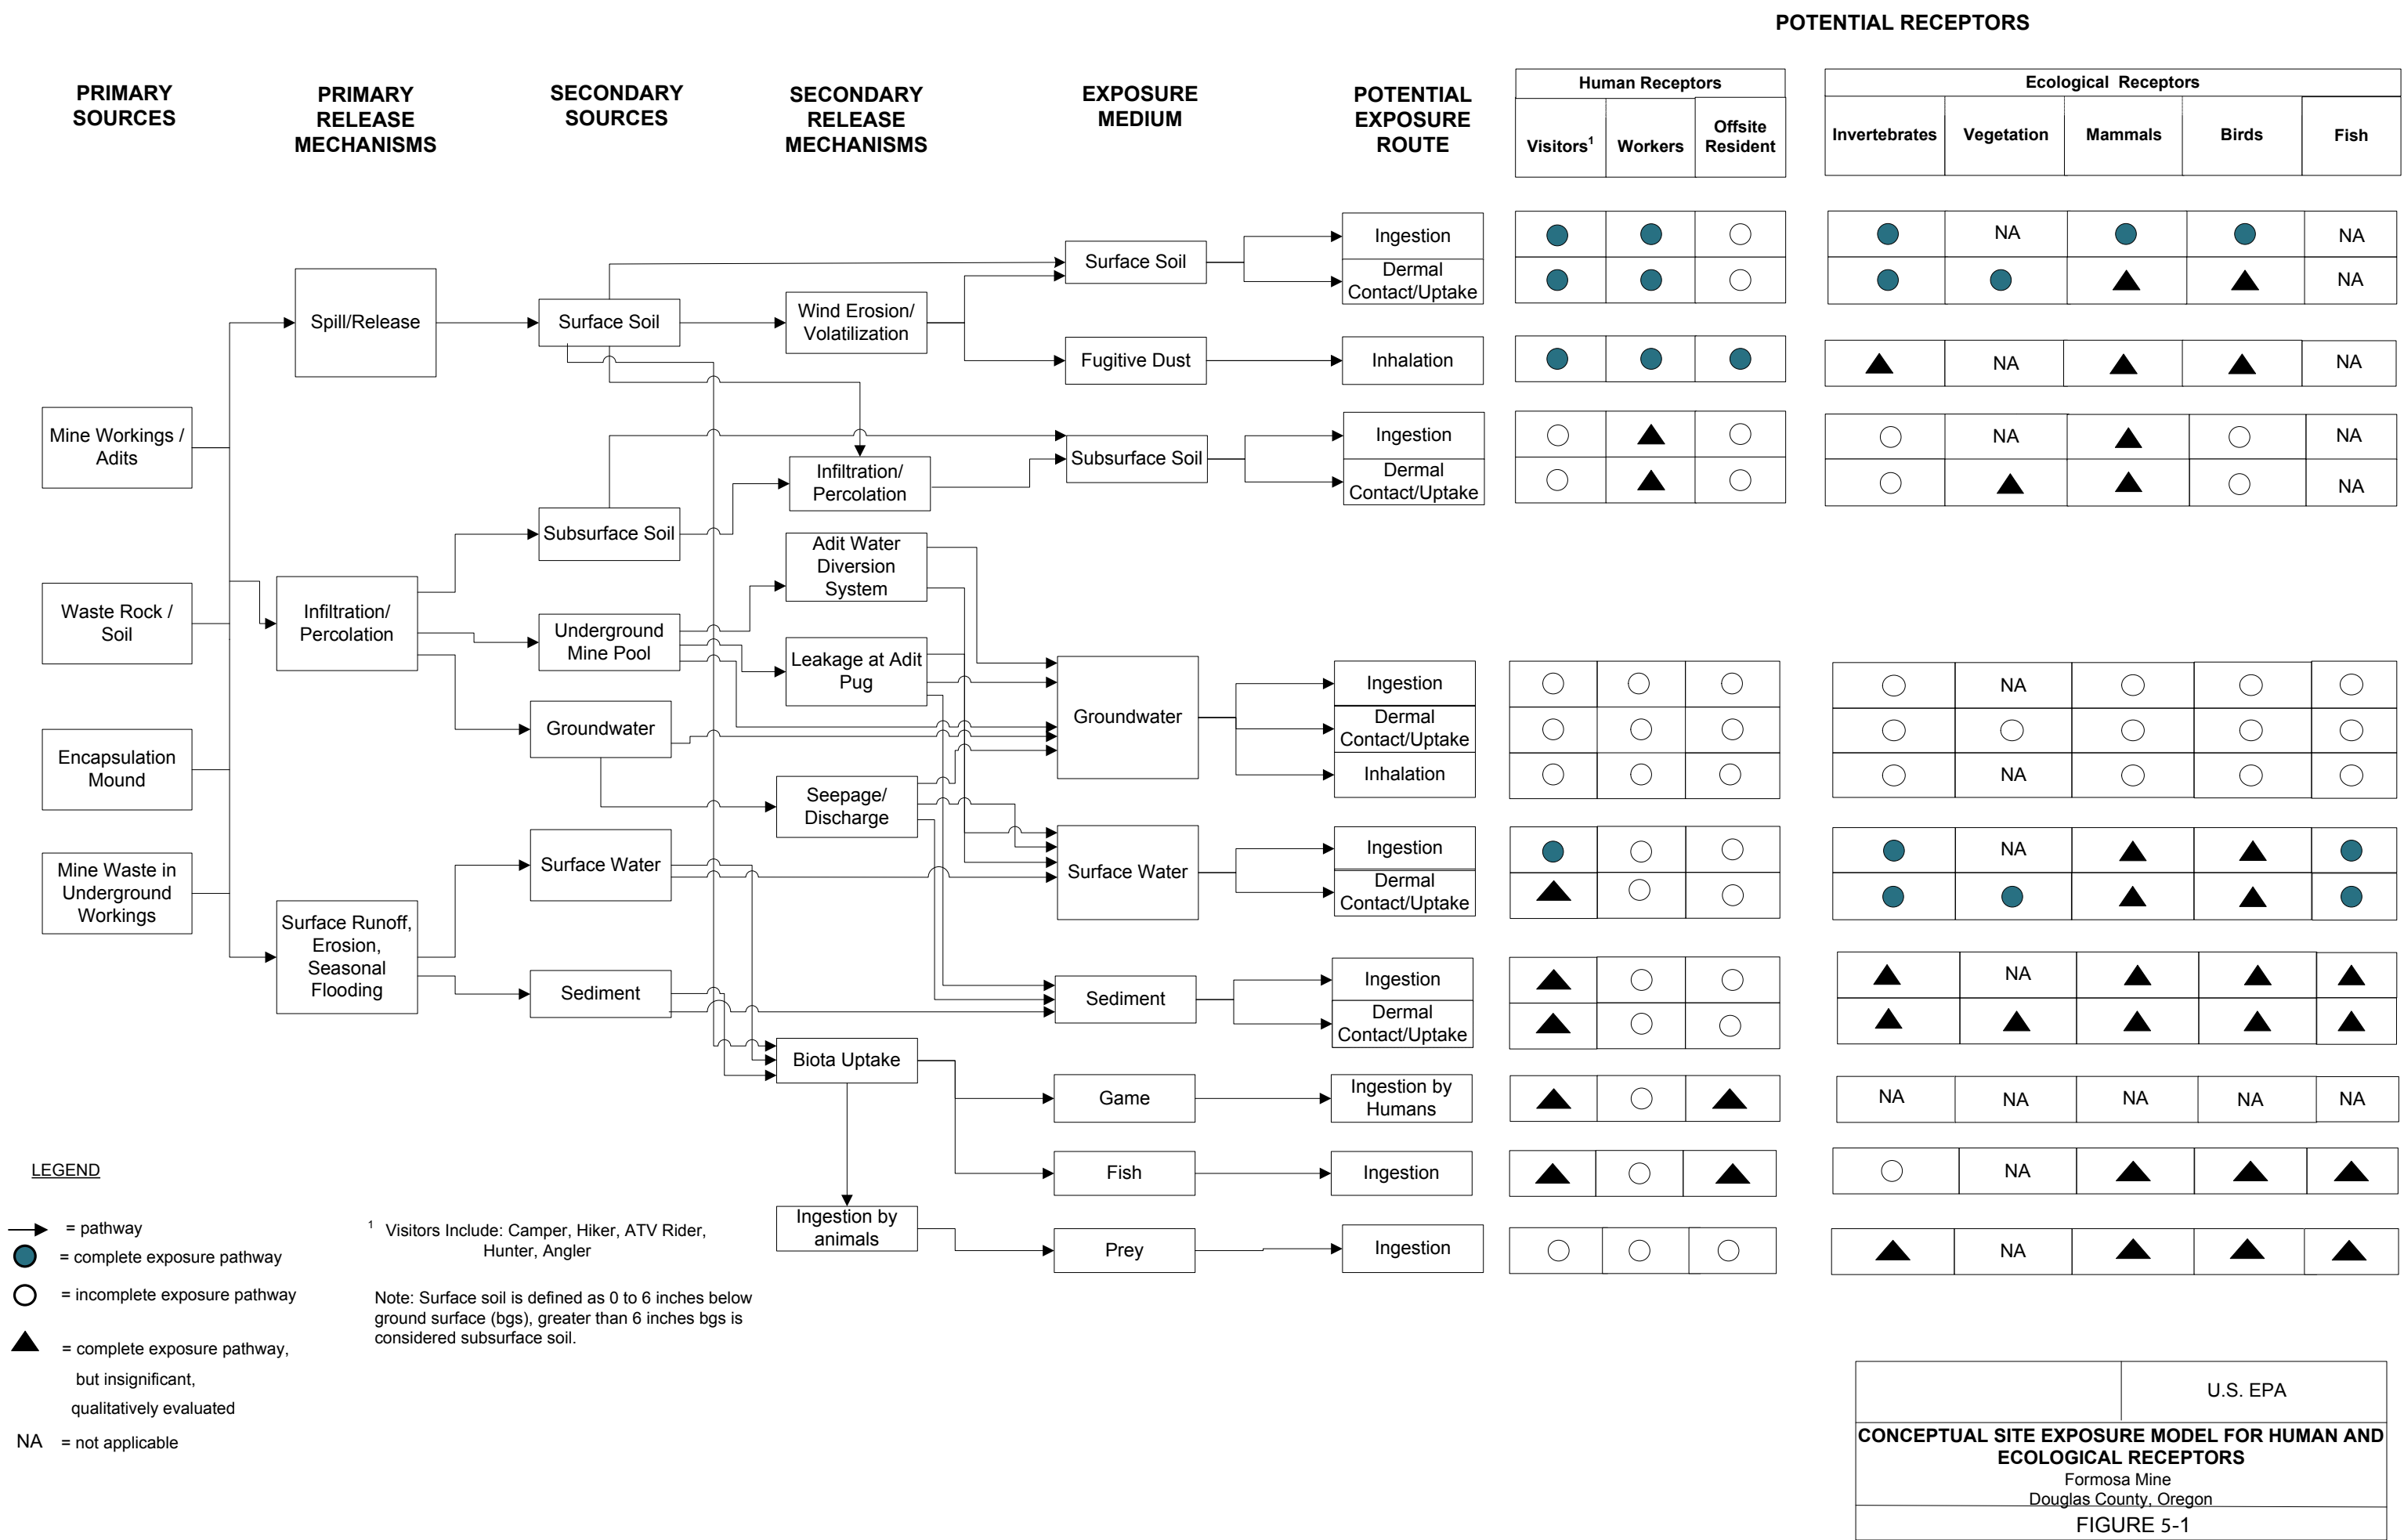 POTENTIAL RECEPTORS
PRIMARY
SOURCES
PRIMARY
RELEASE
MECHANISMS
SECONDARY
SOURCES
SECONDARY
RELEASE
MECHANISMS
EXPOSURE
MEDIUM
POTENTIAL
EXPOSURE
ROUTE
Human Receptors
Visitors1
Workers
Offsite
Resident
Ecological Receptors
Invertebrates
Vegetation
Mammals
Birds
Fish
Mine Workings /
Adits
Waste Rock /
Soil
Encapsulation
Mound
Mine Waste in
Underground
Workings
Spill/Release
Infiltration/
Percolation
Surface Runoff,
Erosion,
Seasonal
Flooding
Surface Soil
Subsurface Soil
Underground
Mine Pool
Groundwater
Surface Water
Sediment
Wind Erosion/
Volatilization
Infiltration/
Percolation
Adit Water
Diversion
System
Leakage at Adit
Pug
Seepage/
Discharge
Biota Uptake
Ingestion by
animals
Surface Soil
Fugitive Dust
Subsurface Soil
Groundwater
Surface Water
Sediment
Game
Fish
Prey
Ingestion
NA
NA
Dermal
Contact/Uptake
NA
Inhalation
NA
NA
Ingestion
NA
NA
Dermal
Contact/Uptake
NA
Ingestion
NA
Dermal
Contact/Uptake
Inhalation
NA
Ingestion
NA
Dermal
Contact/Uptake
Ingestion
NA
Dermal
Contact/Uptake
Ingestion by
Humans
NA
NA
NA
NA
NA
Ingestion
NA
Ingestion
NA
LEGEND
= pathway
= complete exposure pathway
= incomplete exposure pathway
= complete exposure pathway,
but insignificant,
qualitatively evaluated
NA = not applicable
1 Visitors Include: Camper, Hiker, ATV Rider,
Hunter, Angler
Note: Surface soil is defined as 0 to 6 inches below
ground surface (bgs), greater than 6 inches bgs is
considered subsurface soil.
U.S. EPA
CONCEPTUAL SITE EXPOSURE MODEL FOR HUMAN AND
ECOLOGICAL RECEPTORS
Formosa Mine
Douglas County, Oregon
FIGURE 5-1